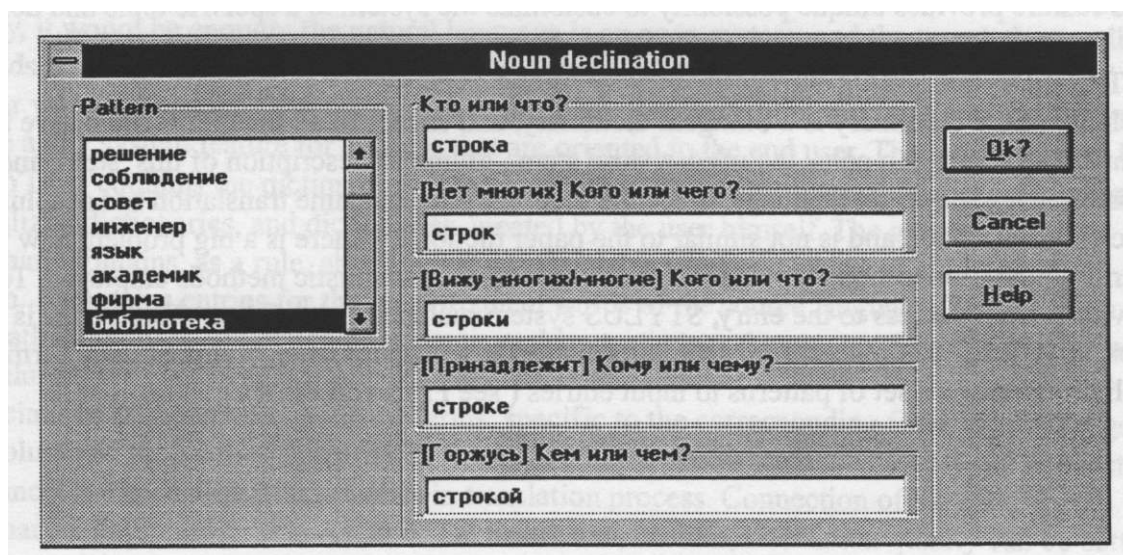 Noun declination
Pattern
решение
соблюдение
совет
инженер
язык
академик
фирма
библиотека
Кто или что?
строка
[Нет многих] Кого или чего?
строк
[Вижу многих/многие] Кого или что?
строки
[Принадлежит] Кому или чему?
строке
[Горжусь] Кем или чем?
строкой
Ok?
Cancel
Help